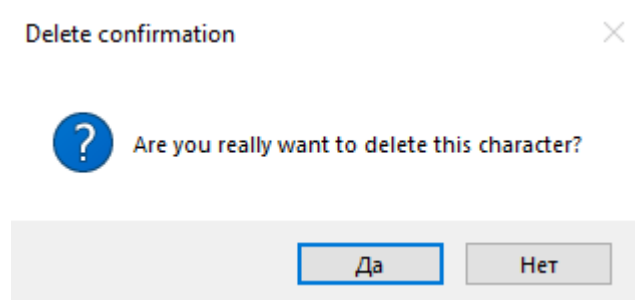 Delete confirmation
Are you really want to delete this character?
Да
Нет